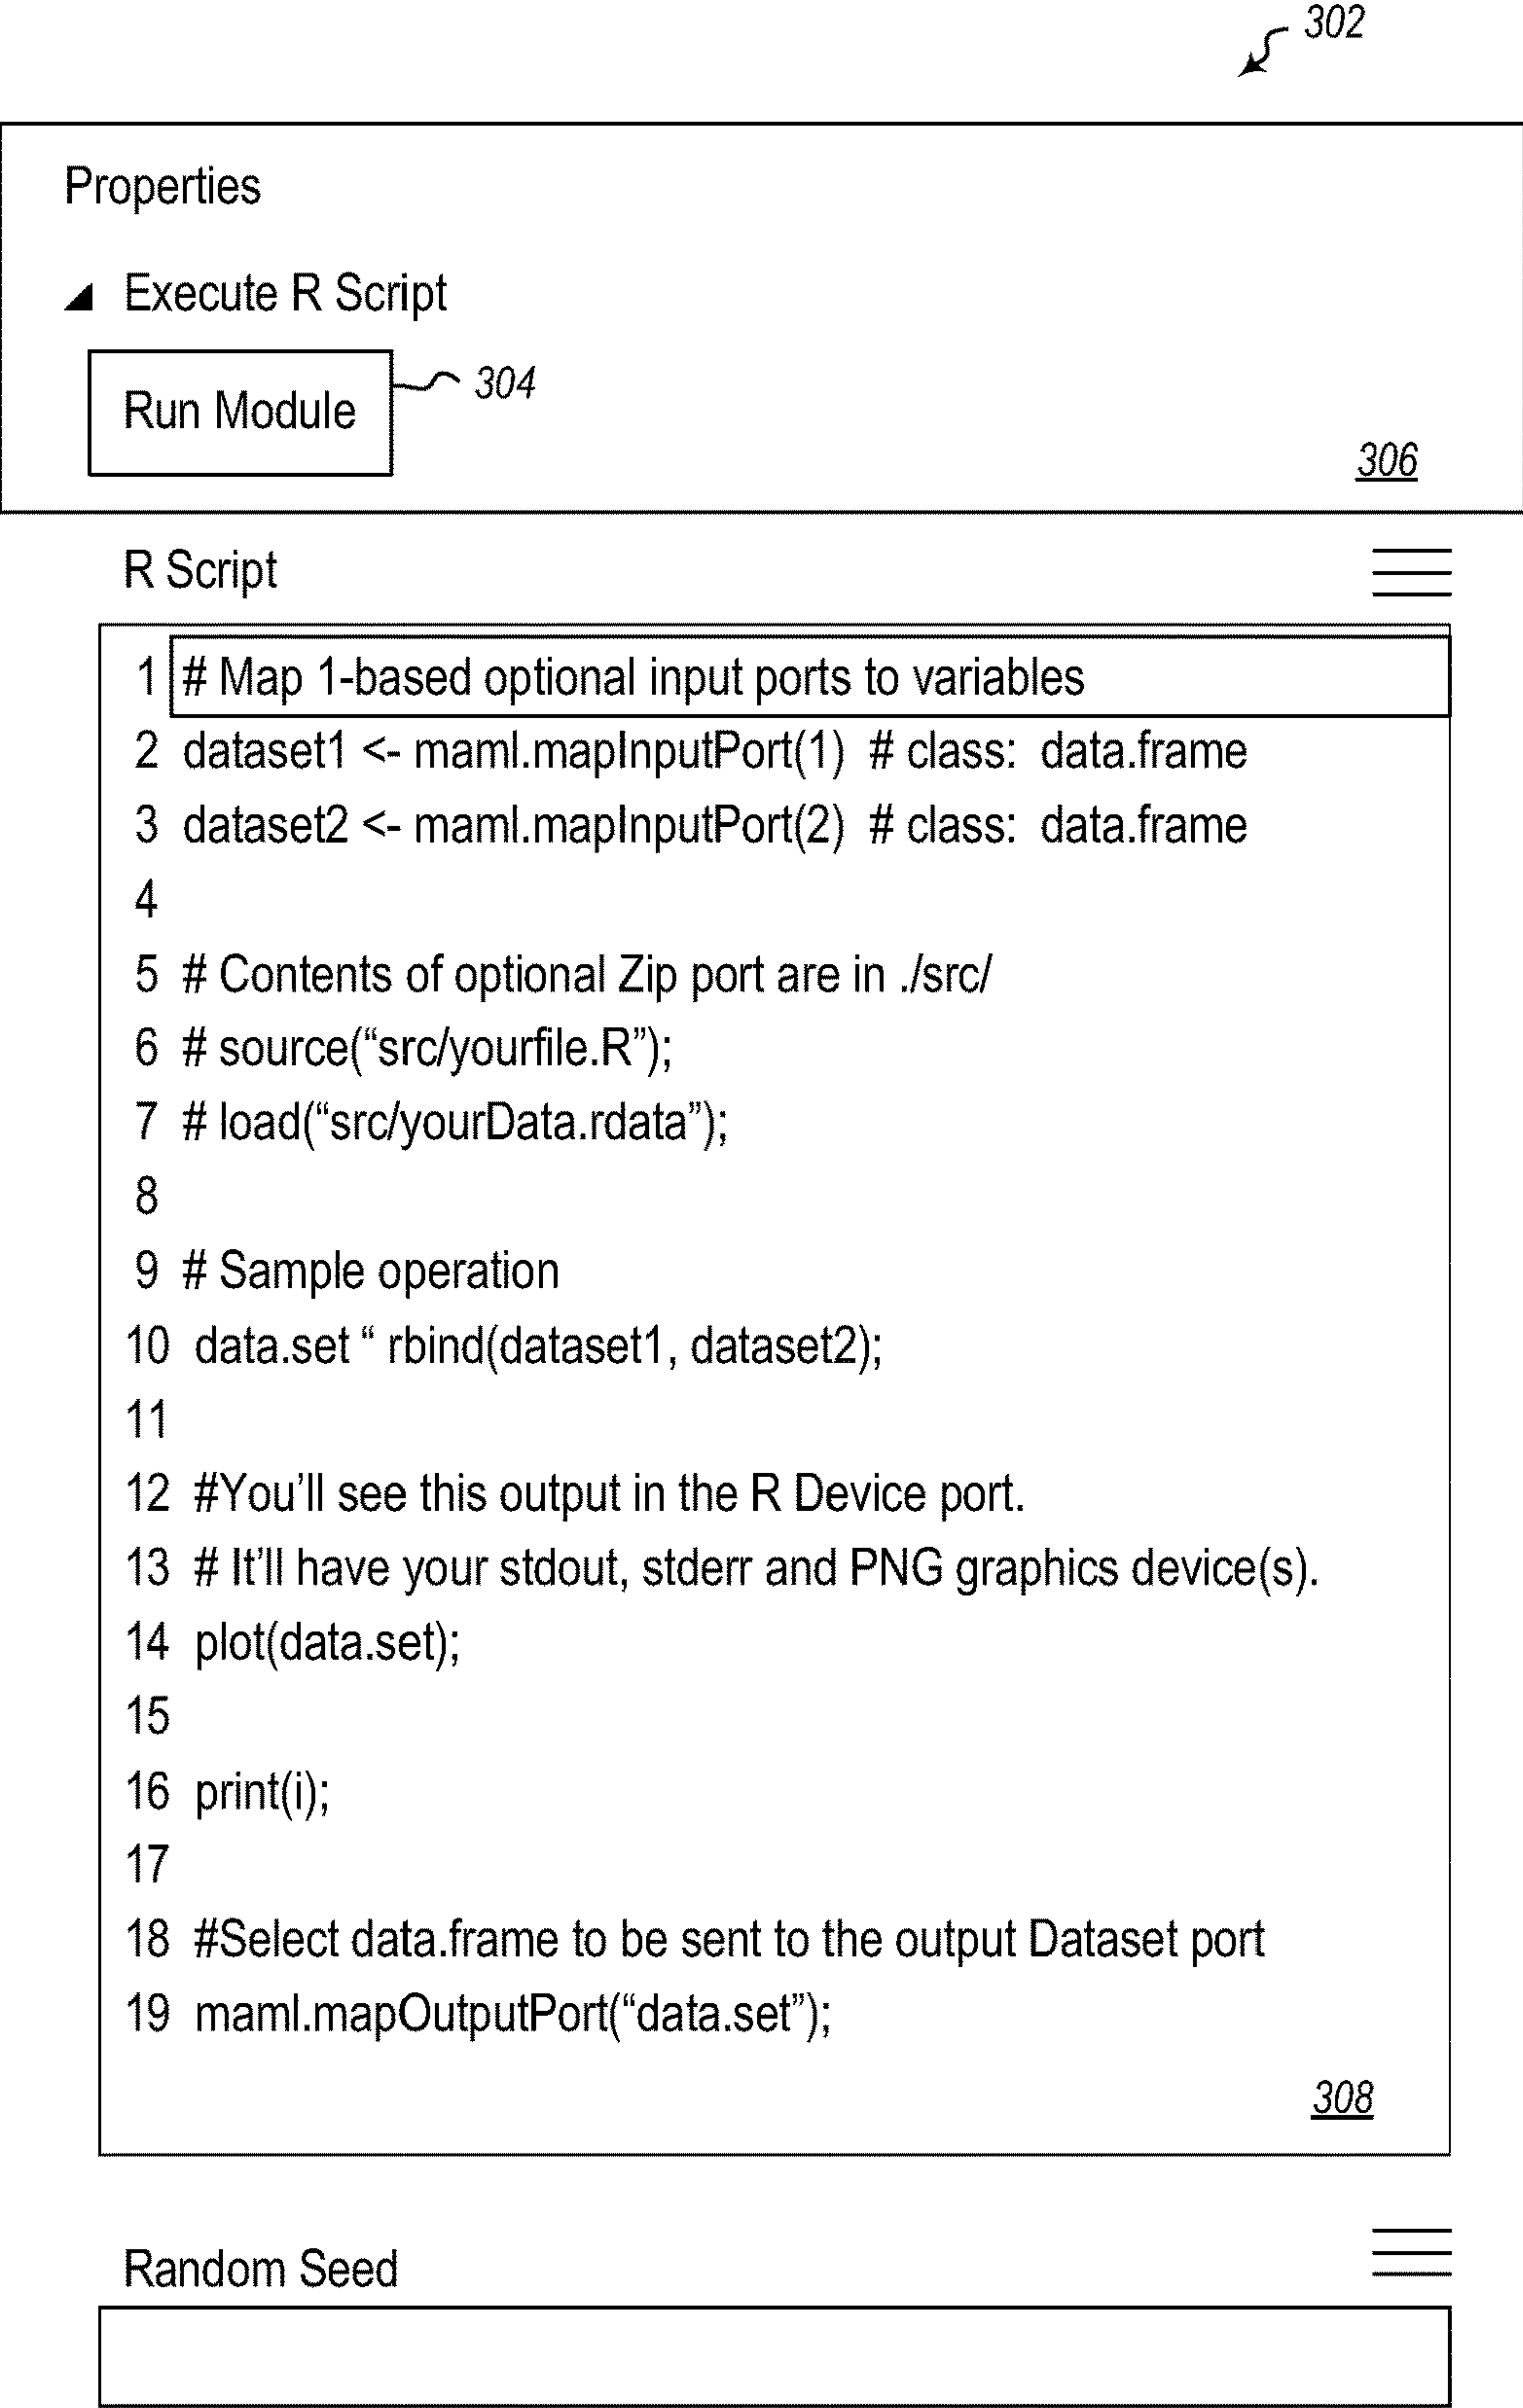 302
Properties
Execute R Script
Run Module
304
306
R Script
1 # Map 1-based optional input ports to variables
2 dataset1 <- maml.mapInputPort(1) # class: data.frame
3 dataset2 <- maml.mapInputPort(2) # class: data.frame
4
5 # Contents of optional Zip port are in ./src/
6 # source(“src/yourfile.R”);
7 # load(“src/yourData.rdata”);
8
9 # Sample operation
10 data.set “ rbind(dataset1, dataset2);
11
12 #You’ll see this output in the R Device port.
13 # It’ll have your stdout, stderr and PNG graphics device(s).
14 plot(data.set);
15
16 print(i);
17
18 #Select data.frame to be sent to the output Dataset port
19 maml.mapOutputPort(“data.set”);
308
Random Seed